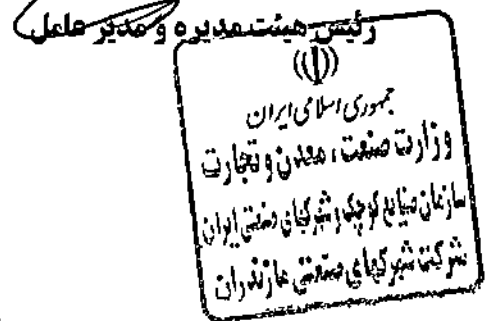 رئیس هیئت مدیره و مدیر عامل
جمهوری اسلامی ایران
وزارت صنعت، معدن و تجارت
سازمان صنایع کوچک و شهرکهای صنعتی ایران
شرکت شهرکهای صنعتی مازندران